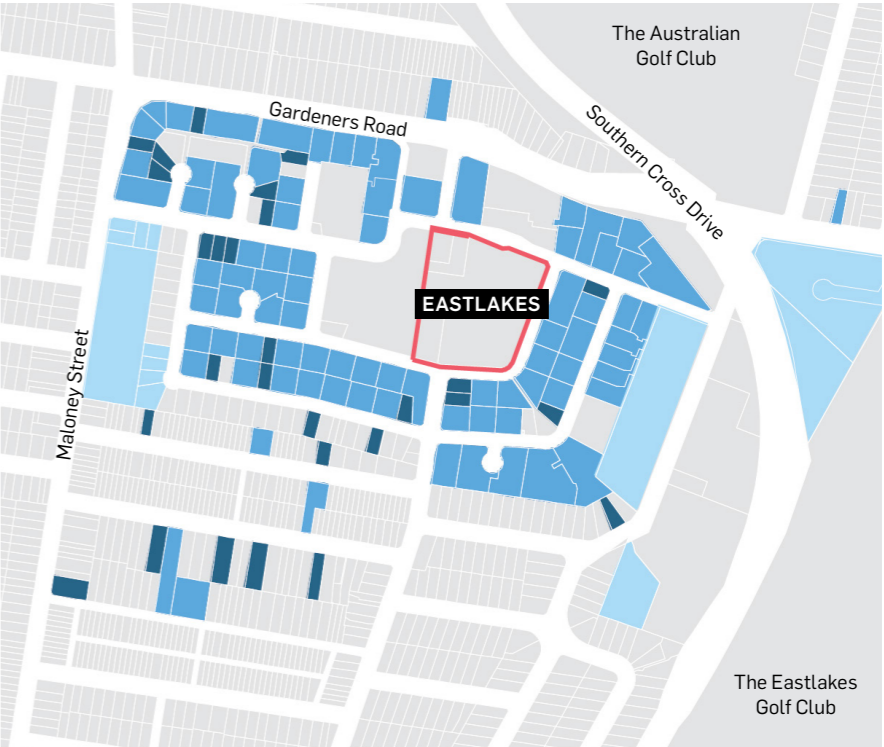 The Australian
Golf Club
Gardeners Road
Southern Cross Drive
EASTLAKES
Maloney Street
The Eastlakes
Golf Club